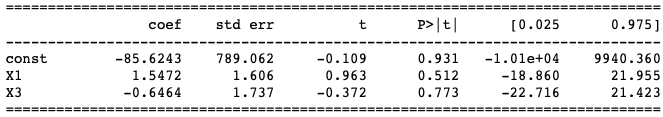 ==============================================================================
                 coef    std err          t      P>|t|      [0.025      0.975]
------------------------------------------------------------------------------
const        -85.6243    789.062     -0.109      0.931   -1.01e+04    9940.360
X1             1.5472      1.606      0.963      0.512     -18.860      21.955
X3            -0.6464      1.737     -0.372      0.773     -22.716      21.423
==============================================================================